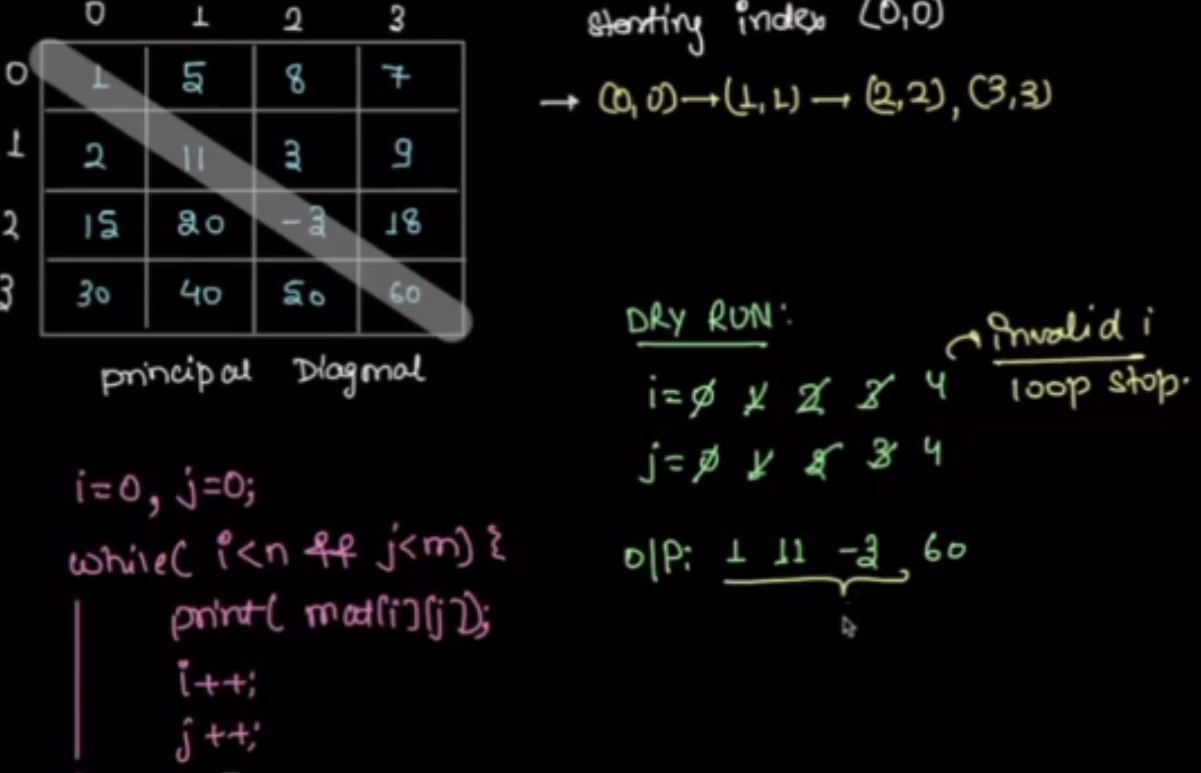 0 1 2 3
0 1 5 8 7
1 2 11 3 9
2 15 20 -3 18
3 30 40 50 60
principal Diagonal
starting index (0,0)
→ (0,0)→(1,1)→(2,2), (3,3)
i=0, j=0;
while( i<n && j<m) {
print( mat[i][j]);
i++;
j++;
DRY RUN:
i=0 1 2 3 4
Invalid i
loop stop.
j=0 1 2 3 4
O/P: 1 11 -3, 60